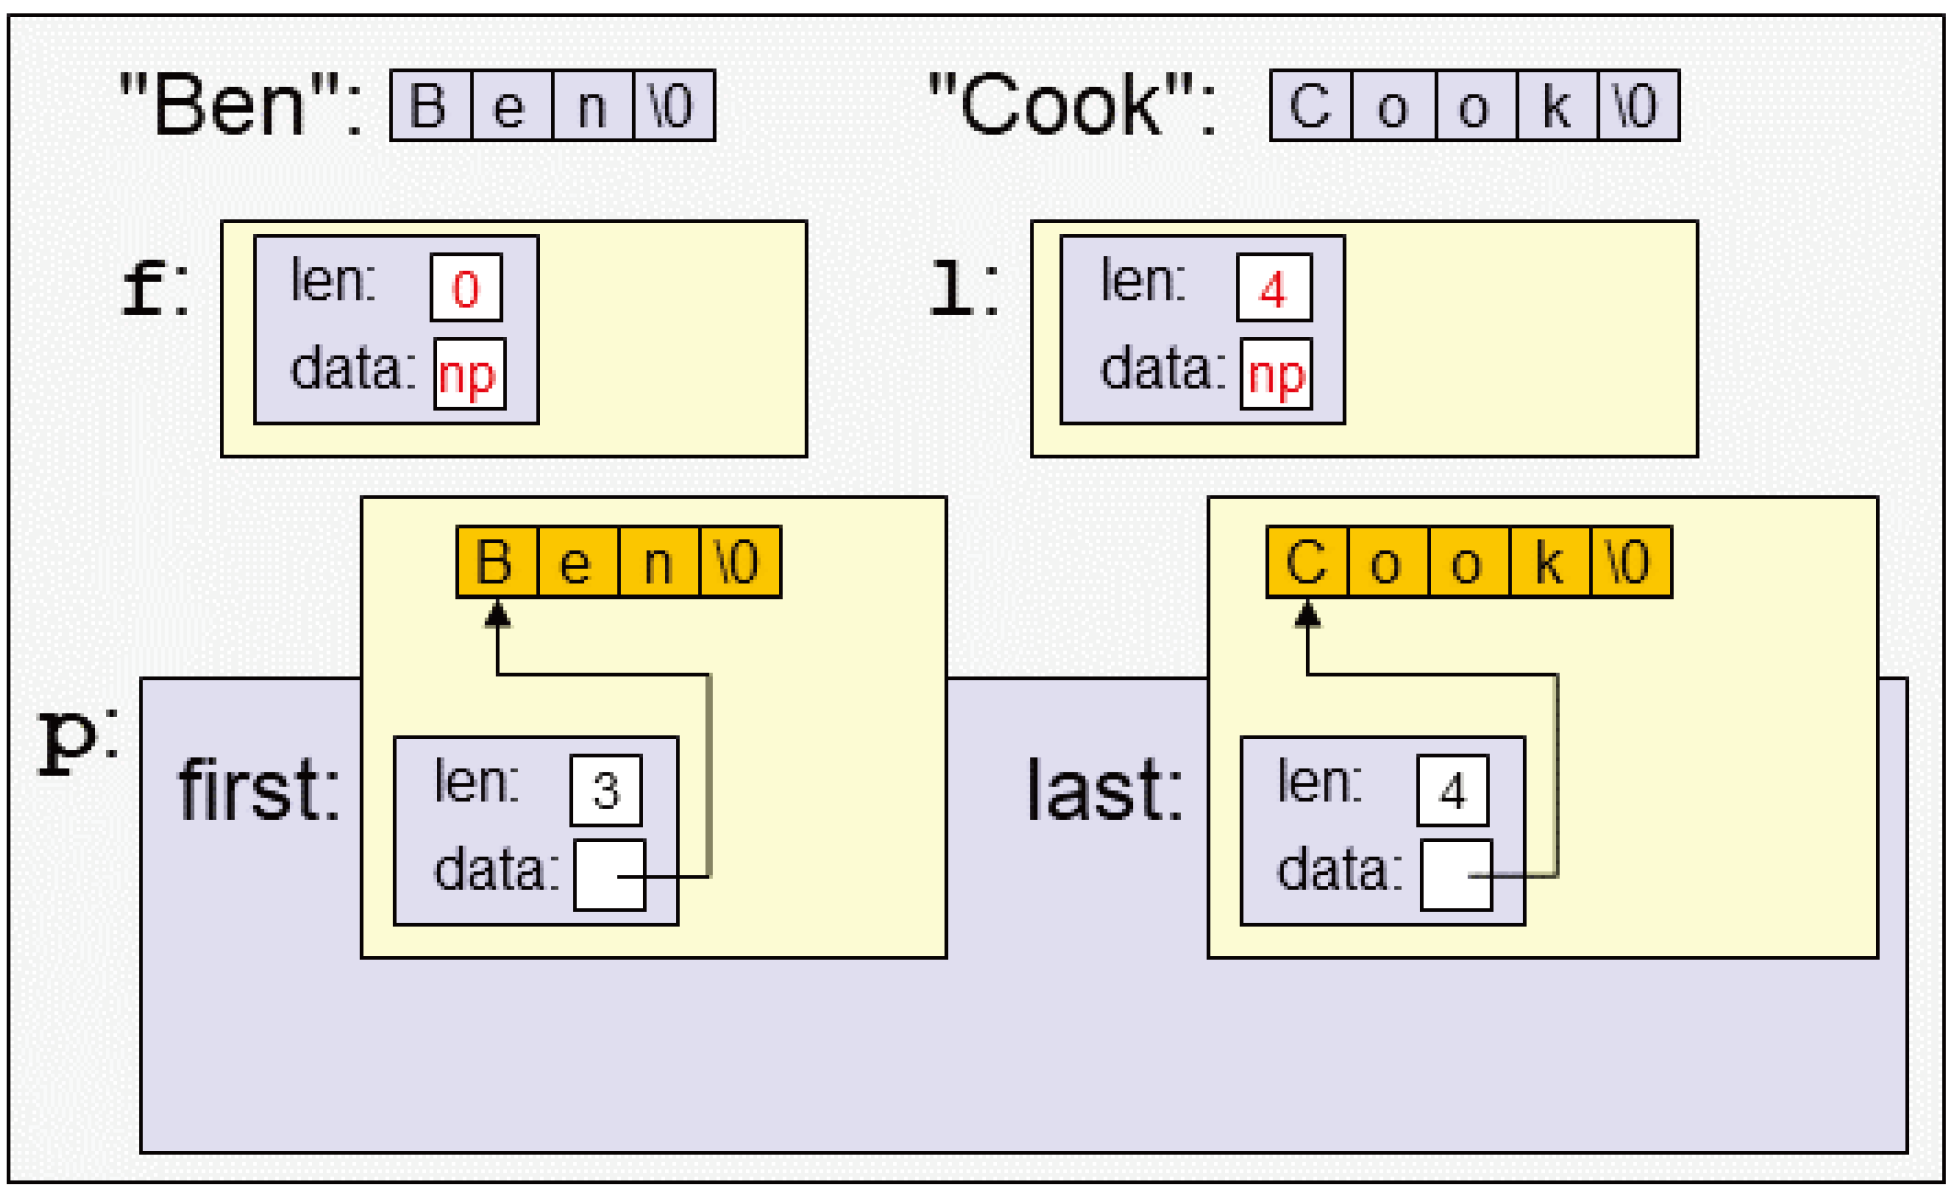 "Ben": B e n \0 "Cook": C o o k \0
f: len: 0 l: len: 4
data: np data: np
B e n \0 C o o k \0
p:
first: len: 3 last: len: 4
data: data: